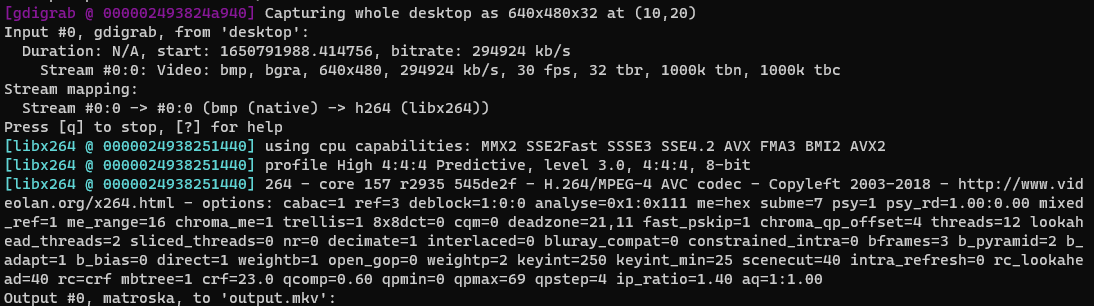 [gdigrab @ 000002493824a940] Capturing whole desktop as 640x480x32 at (10,20)
Input #0, gdigrab, from 'desktop':
  Duration: N/A, start: 1650791988.414756, bitrate: 294924 kb/s
    Stream #0:0: Video: bmp, bgra, 640x480, 294924 kb/s, 30 fps, 32 tbr, 1000k tbn, 1000k tbc
Stream mapping:
  Stream #0:0 -> #0:0 (bmp (native) -> h264 (libx264))
Press [q] to stop, [?] for help
[libx264 @ 0000024938251440] using cpu capabilities: MMX2 SSE2Fast SSSE3 SSE4.2 AVX FMA3 BMI2 AVX2
[libx264 @ 0000024938251440] profile High 4:4:4 Predictive, level 3.0, 4:4:4, 8-bit
[libx264 @ 0000024938251440] 264 - core 157 r2935 545de2f - H.264/MPEG-4 AVC codec - Copyleft 2003-2018 - http://www.vid
eolan.org/x264.html - options: cabac=1 ref=3 deblock=1:0:0 analyse=0x1:0x111 me=hex subme=7 psy=1 psy_rd=1.00:0.00 mixed
_ref=1 me_range=16 chroma_me=1 trellis=1 8x8dct=0 cqm=0 deadzone=21,11 fast_pskip=1 chroma_qp_offset=4 threads=12 lookah
ead_threads=2 sliced_threads=0 nr=0 decimate=1 interlaced=0 bluray_compat=0 constrained_intra=0 bframes=3 b_pyramid=2 b_
adapt=1 b_bias=0 direct=1 weightb=1 open_gop=0 weightp=2 keyint=250 keyint_min=25 scenecut=40 intra_refresh=0 rc_lookahe
ad=40 rc=crf mbtree=1 crf=23.0 qcomp=0.60 qpmin=0 qpmax=69 qpstep=4 ip_ratio=1.40 aq=1:1.00
Output #0, matroska, to 'output.mkv':